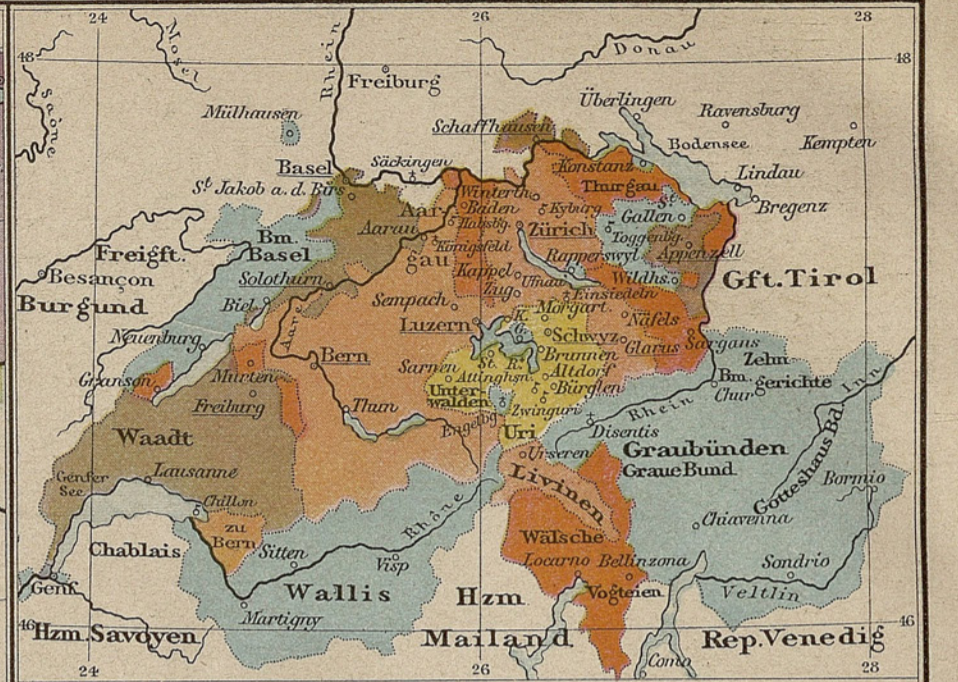 24
26
28
48
Mosel
Rhein
Donau
48
Saône
Freiburg
Mülhausen
Überlingen
Ravensburg
Schaffhausen
Bodensee
Kempten
Basel
Säckingen
Konstanz
Lindau
St. Jakob a. d. Birs
Winterth.
Thurgau
St. Gallen
Bregenz
Aarau
Aar-
gau
Baden
Kyburg
Habsbg.
Zürich
Toggenbg.
Appenzell
Königsfeld
Bm.
Basel
Freigft.
Burgund
Besançon
Solothurn
Kappel
Zug
Ufnau
Rapperswyl
Wildhs.
Gft. Tirol
Biel
Aare
Sempach
Einsiedeln
Morgart.
Näfels
Luzern
K.
G.
Schwyz
Glarus
Sargans
Neuenburg
Bern
Sarnen
St.
R.
Brunnen
Zehn
gerichte
Granson
Murten
Attinghsn.
Altdorf
Bürglen
Bm.
Chur
Freiburg
Unter-
walden
Thun
Zwinguri
Rhein
Inn
Engelbg.
Uri
Disentis
Waadt
Urseren
Graubünden
Graue Bund
Gotteshaus Bd.
Lausanne
Livinen
Bormio
Genfer
See
Chillon
Rhône
Chiavenna
zu
Bern
Wälsche
Vogteien
Chablais
Sitten
Visp
Locarno
Bellinzona
Sondrio
Genf
Wallis
Veltlin
Martigny
Hzm.
Mailand
46
46
Hzm. Savoyen
Rep. Venedig
Como
24
26
28